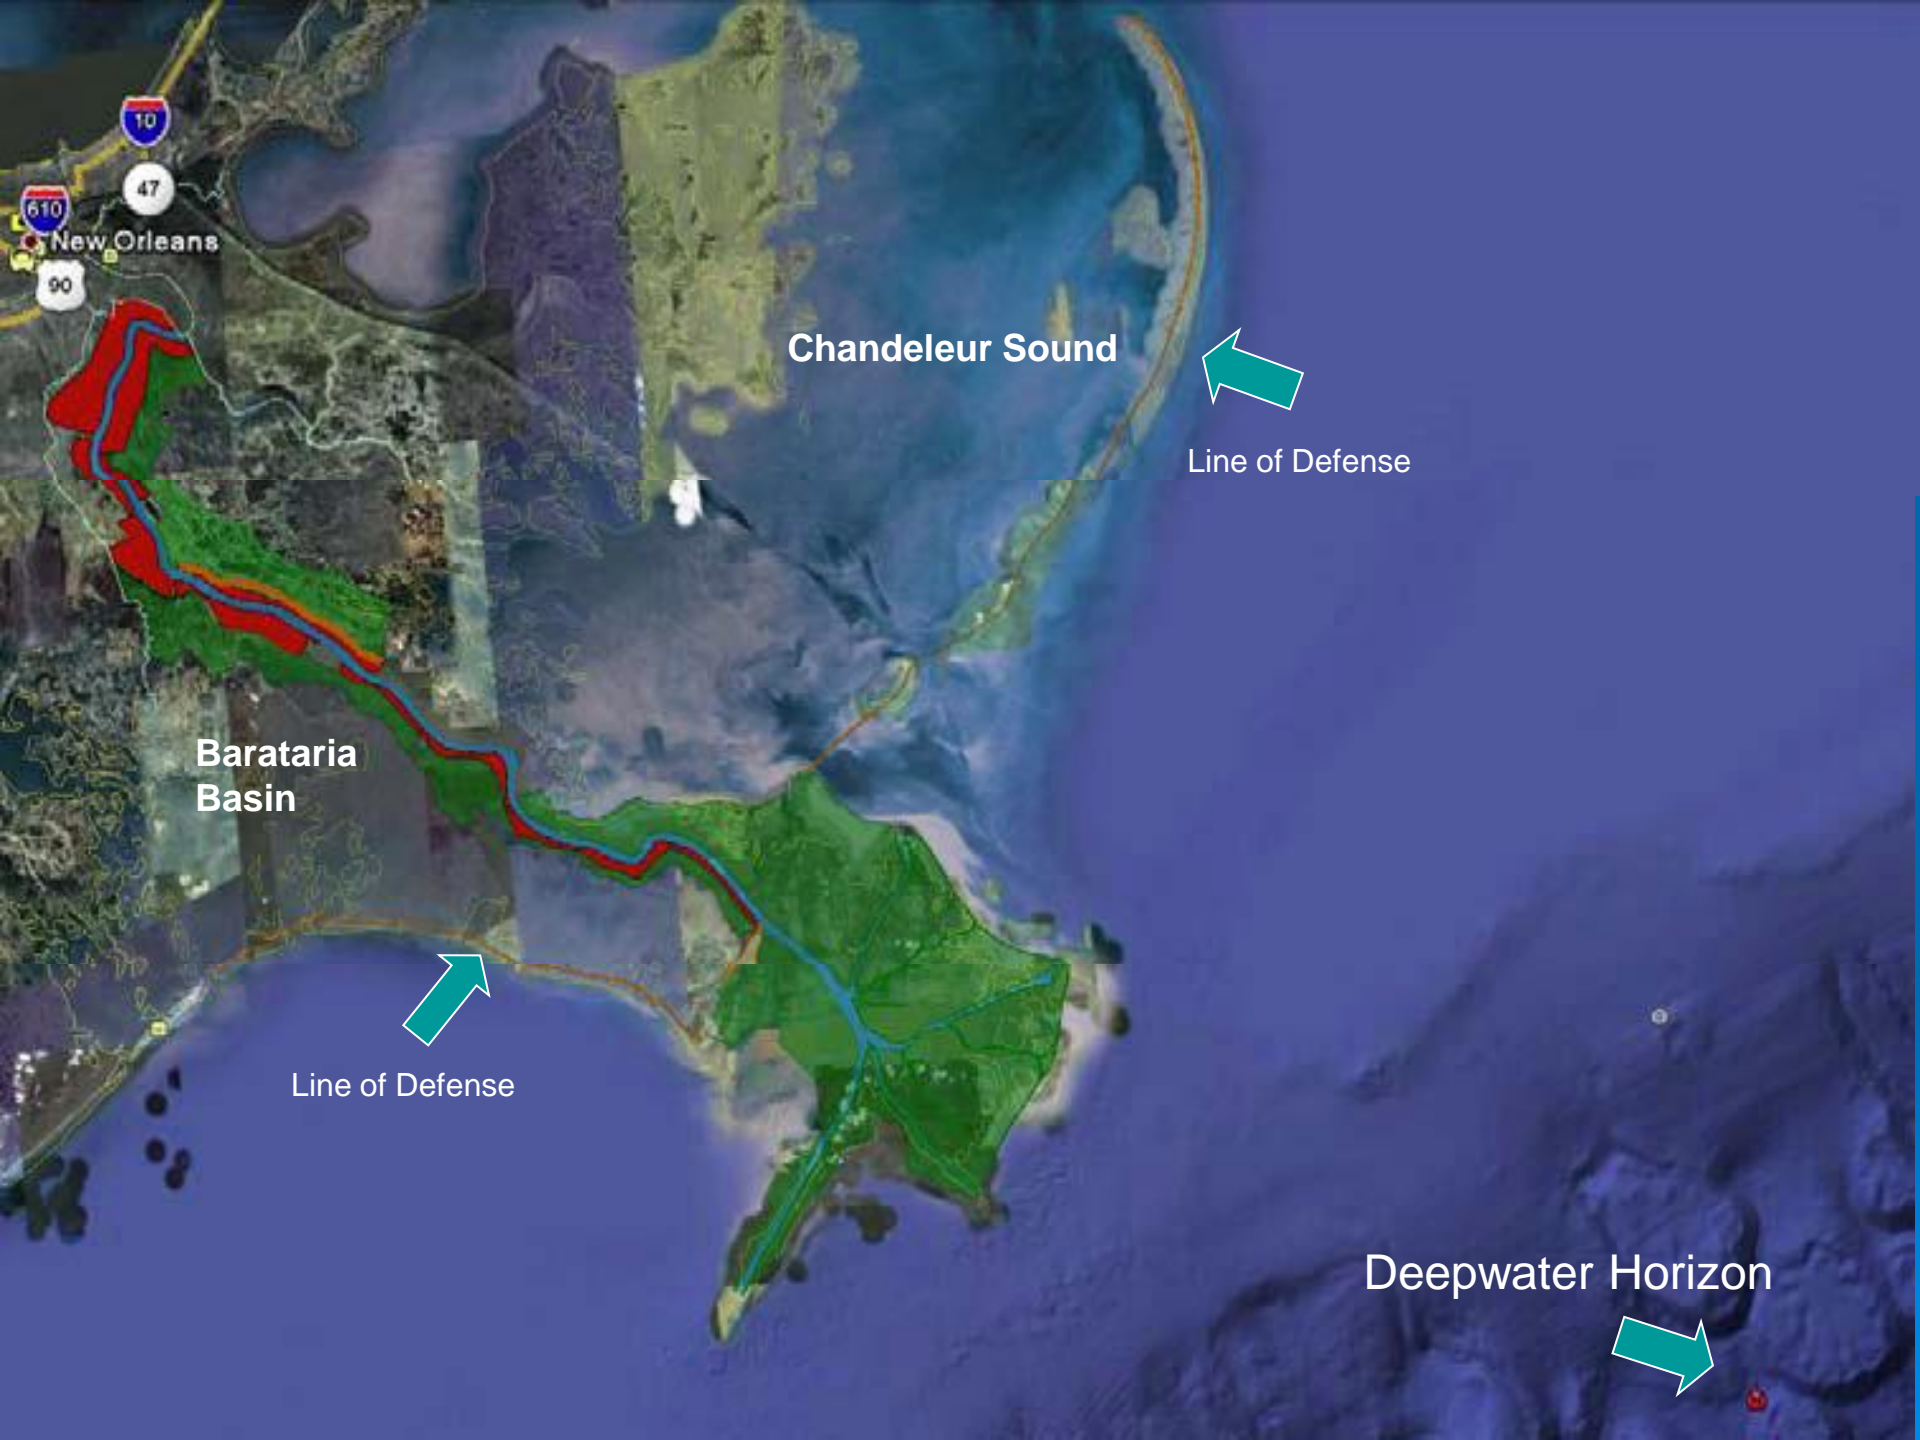 10
47
610
New Orleans
90
Chandeleur Sound
Line of Defense
Barataria
Basin
Line of Defense
Deepwater Horizon